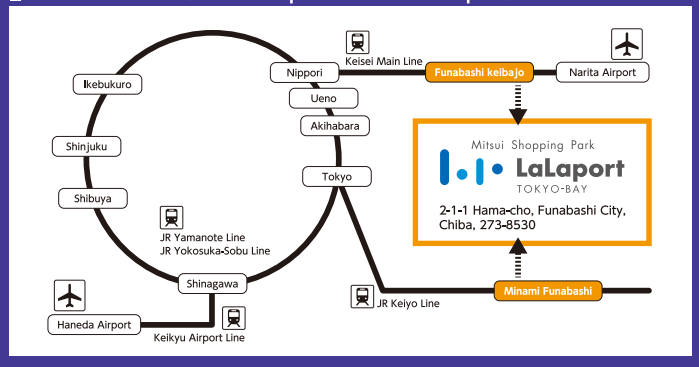 Keisei Main Line
Nippori
Funabashi keibajo
Narita Airport
Ikebukuro
Ueno
Akihabara
Shinjuku
Mitsui Shopping Park
LaLaport
TOKYO-BAY
Tokyo
Shibuya
2-1-1 Hama-cho, Funabashi City,
Chiba, 273-8530
JR Yamanote Line
JR Yokosuka-Sobu Line
Shinagawa
Minami Funabashi
JR Keiyo Line
Haneda Airport
Keikyu Airport Line